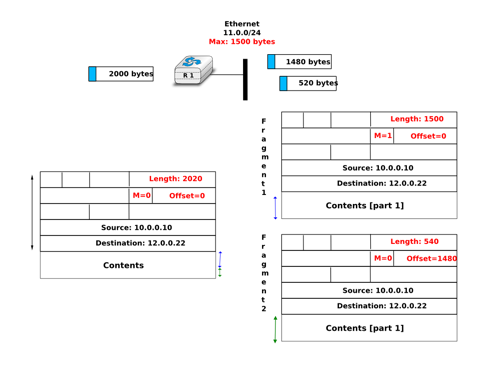 Ethernet
11.0.0/24
Max: 1500 bytes
2000 bytes
R 1
1480 bytes
520 bytes
Fragment 1
Length: 1500
M=1 Offset=0
Source: 10.0.0.10
Destination: 12.0.0.22
Contents [part 1]
Length: 2020
M=0 Offset=0
Source: 10.0.0.10
Destination: 12.0.0.22
Contents
Fragment 2
Length: 540
M=0 Offset=1480
Source: 10.0.0.10
Destination: 12.0.0.22
Contents [part 1]